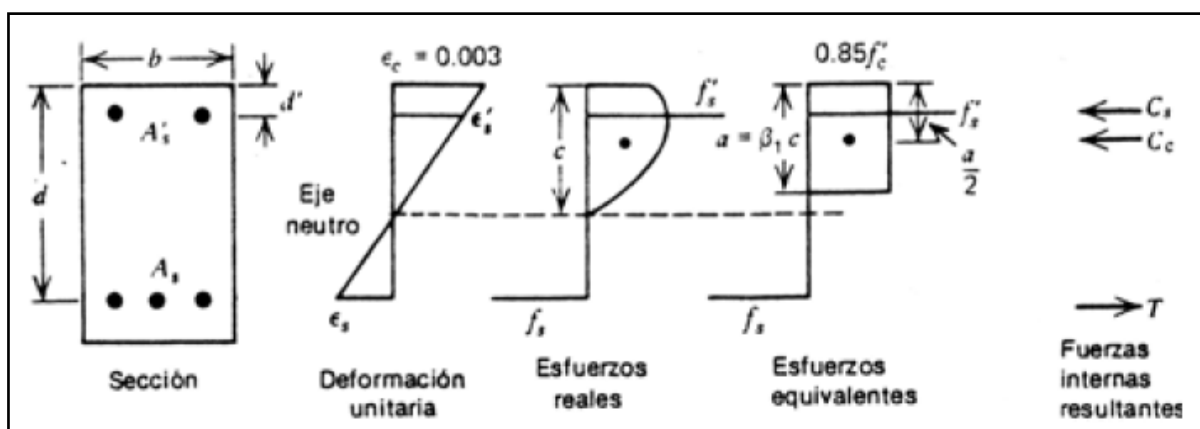 b
d'
A's
d
As
Sección
εc = 0.003
ε's
Eje
neutro
εs
Deformación
unitaria
f's
c
fs
Esfuerzos
reales
0.85f'c
f's
a = β1 c
a
2
fs
Esfuerzos
equivalentes
Cs
Cc
T
Fuerzas
internas
resultantes